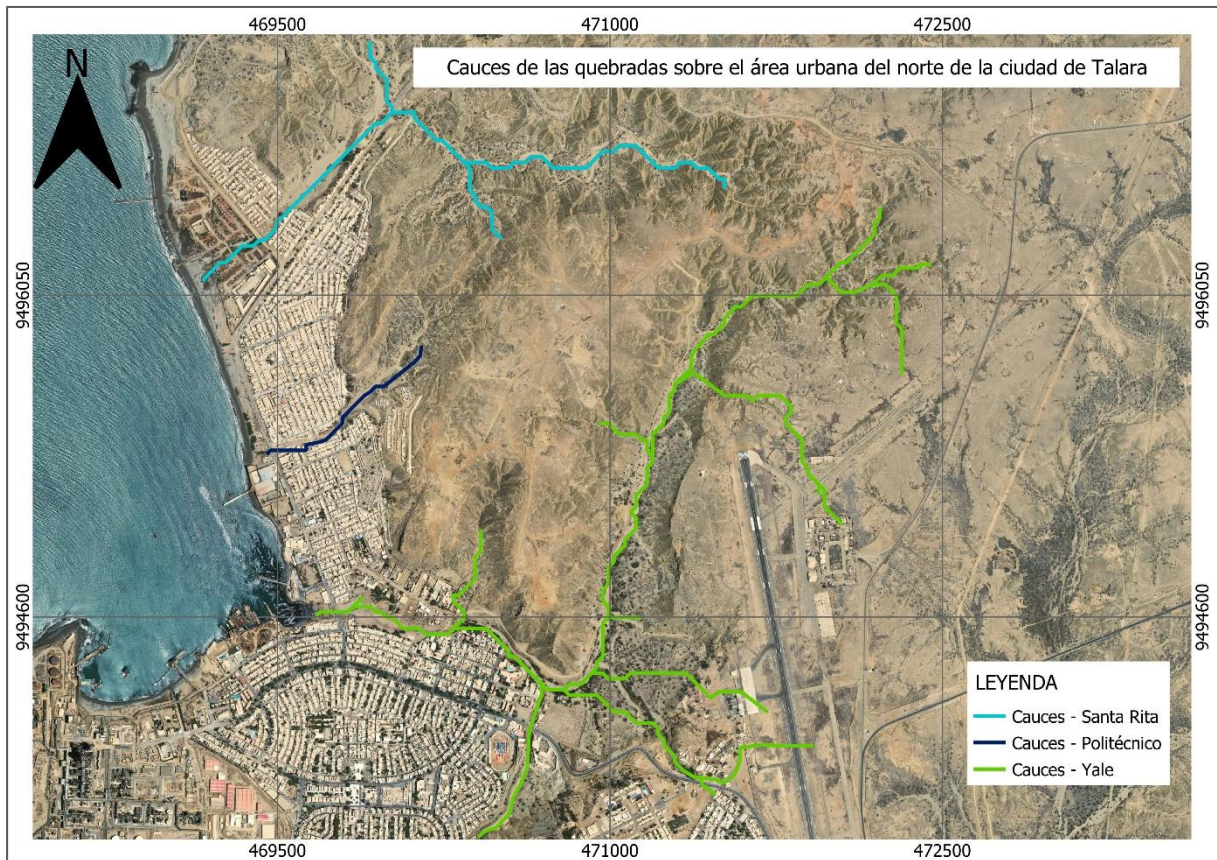 469500
471000
472500
N
Cauces de las quebradas sobre el área urbana del norte de la ciudad de Talara
9496050
9496050
9494600
9494600
LEYENDA
Cauces - Santa Rita
Cauces - Politécnico
Cauces - Yale
469500
471000
472500